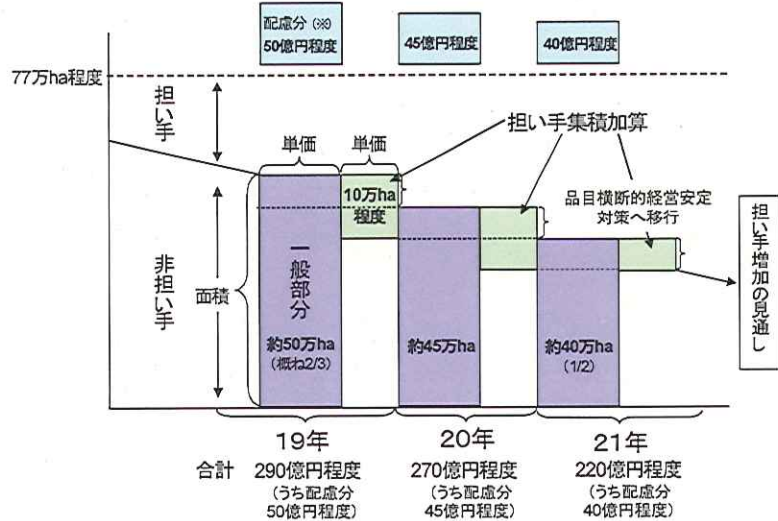 配慮分(※)
50億円程度
45億円程度
40億円程度
77万ha程度
担い手
単価
単価
担い手集積加算
10万ha
程度
品目横断的経営安定
対策へ移行
担い手増加の見通し
非担い手
面積
一般部分
約50万ha
(概ね2/3)
約45万ha
約40万ha
(1/2)
19年
20年
21年
合計
290億円程度
(うち配慮分
50億円程度)
270億円程度
(うち配慮分
45億円程度)
220億円程度
(うち配慮分
40億円程度)